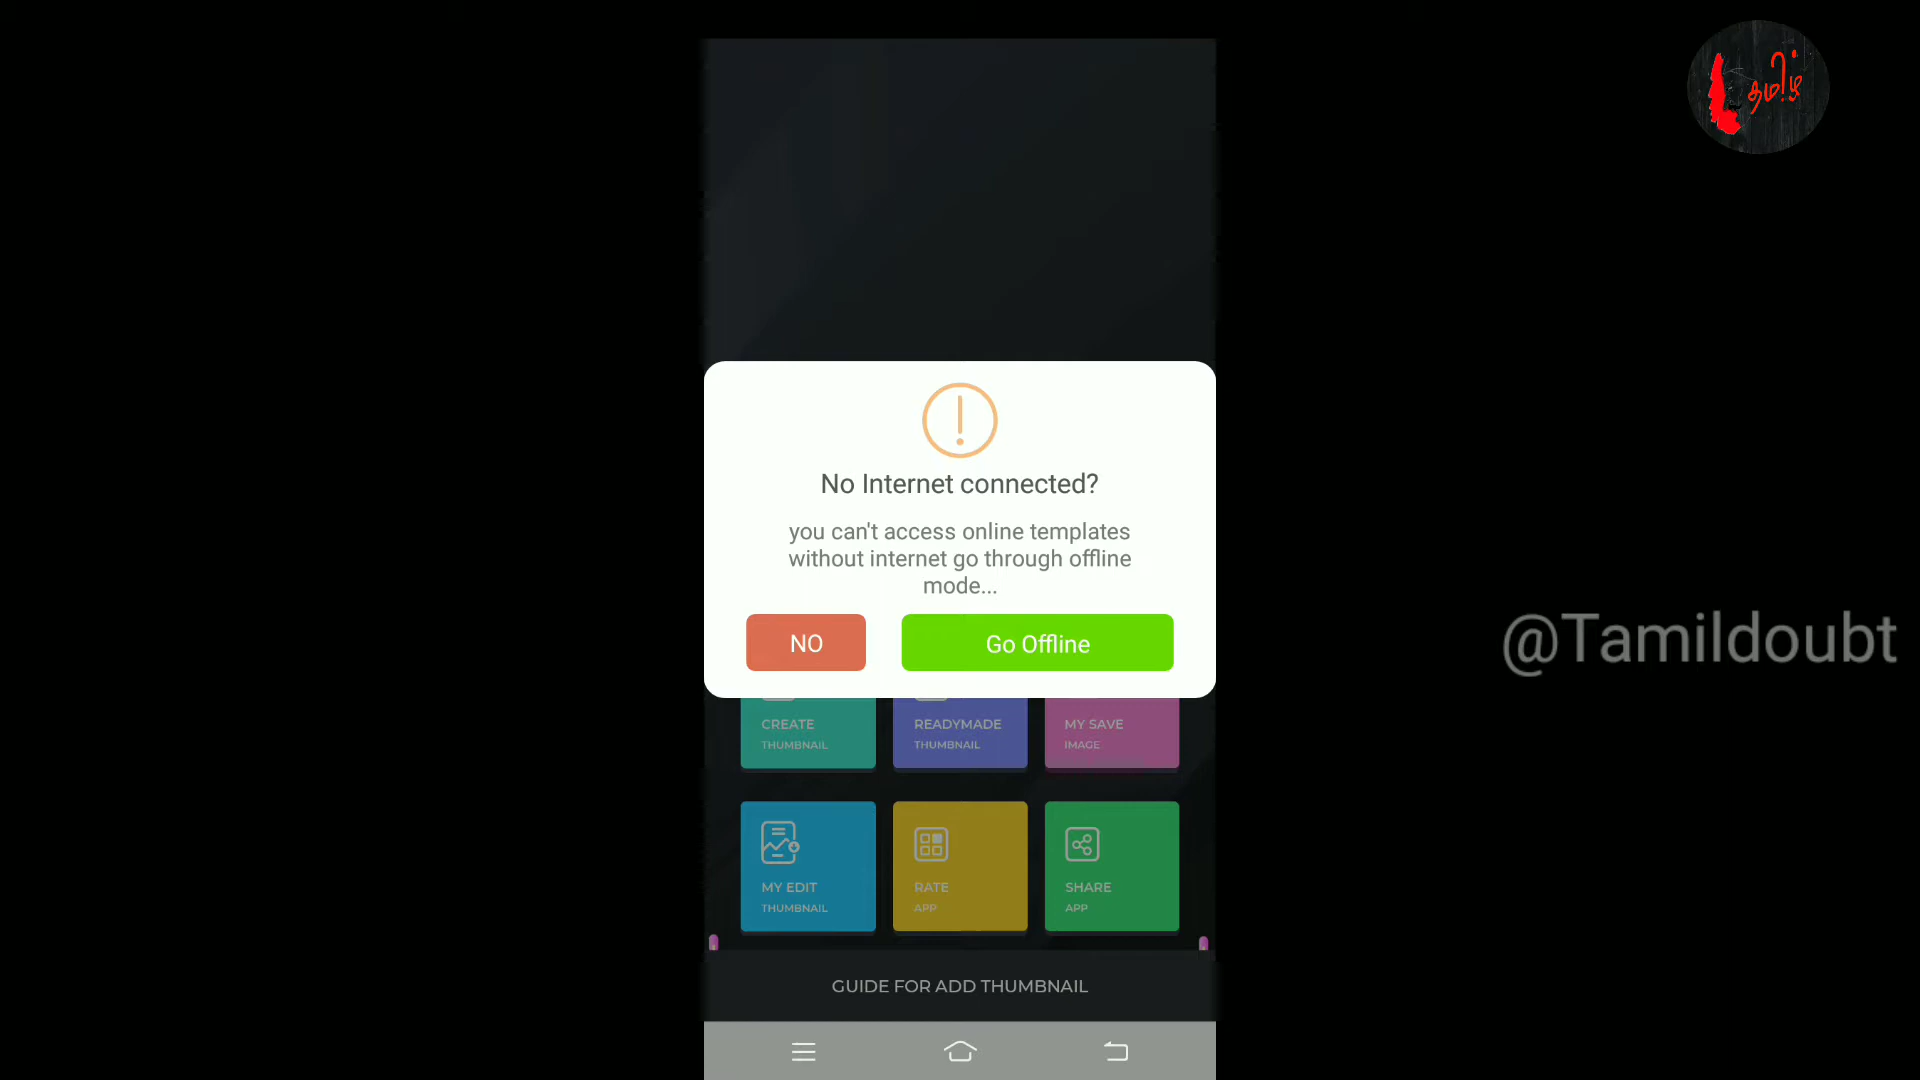 தமிழ்
No Internet connected?
you can't access online templates
without internet go through offline
mode...
NO
Go Offline
@Tamildoubt
CREATE
THUMBNAIL
READYMADE
THUMBNAIL
MY SAVE
IMAGE
MY EDIT
THUMBNAIL
RATE
APP
SHARE
APP
GUIDE FOR ADD THUMBNAIL